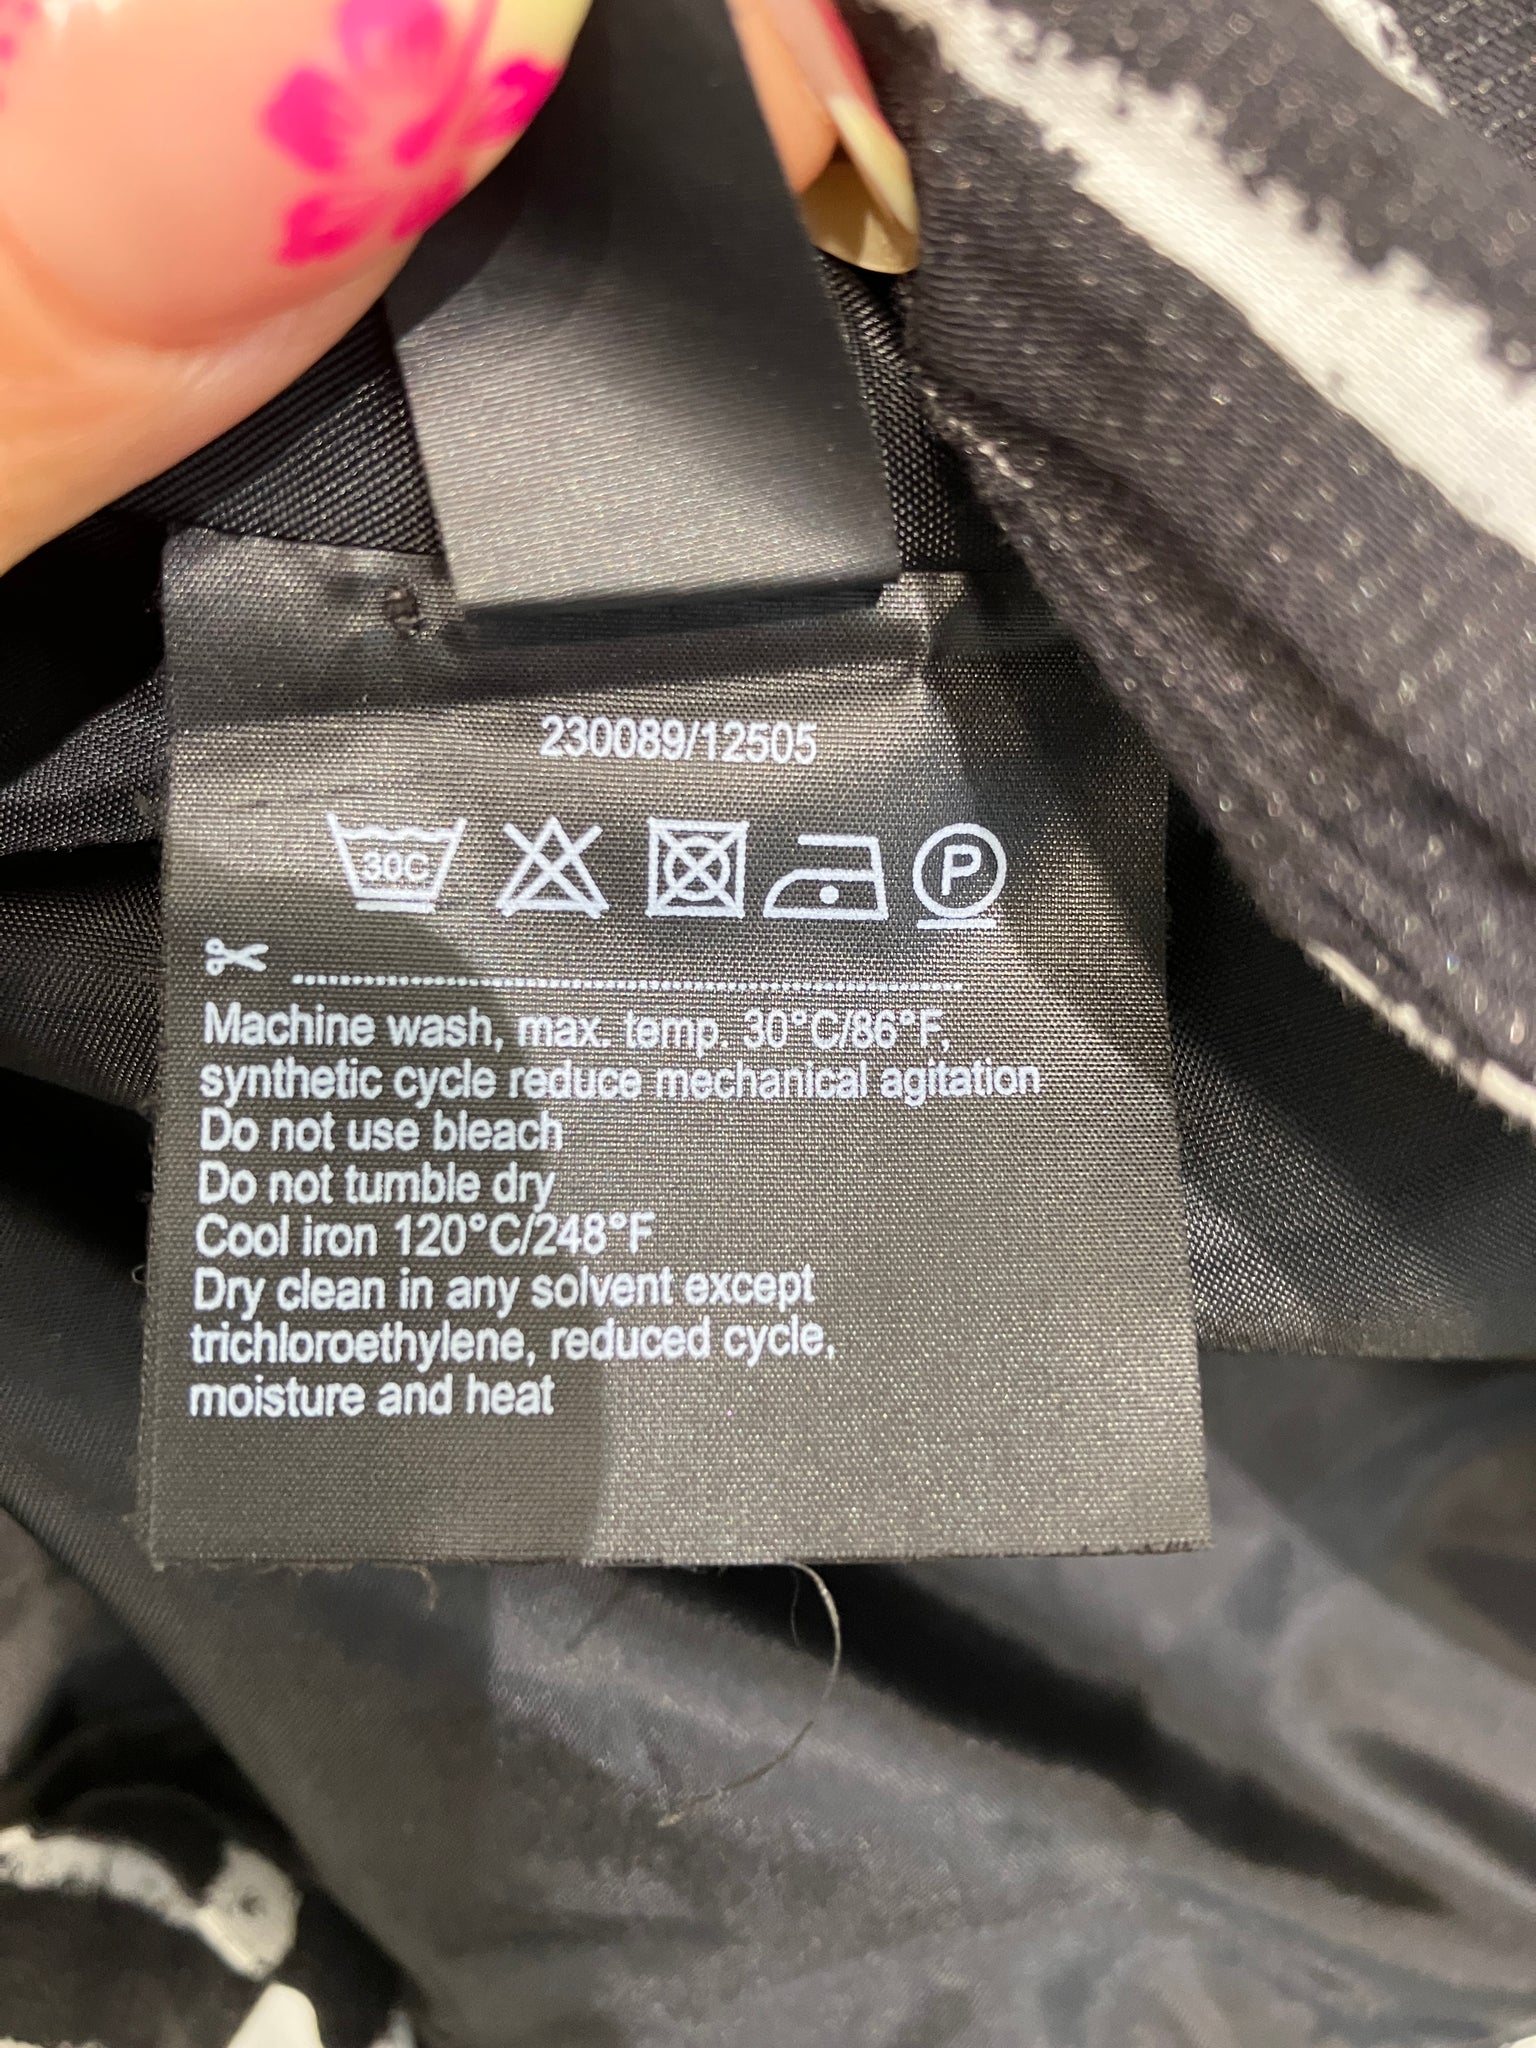 230089/12505
30C
P
Machine wash, max. temp. 30°C/86°F,
synthetic cycle reduce mechanical agitation
Do not use bleach
Do not tumble dry
Cool iron 120°C/248°F
Dry clean in any solvent except
trichloroethylene, reduced cycle,
moisture and heat